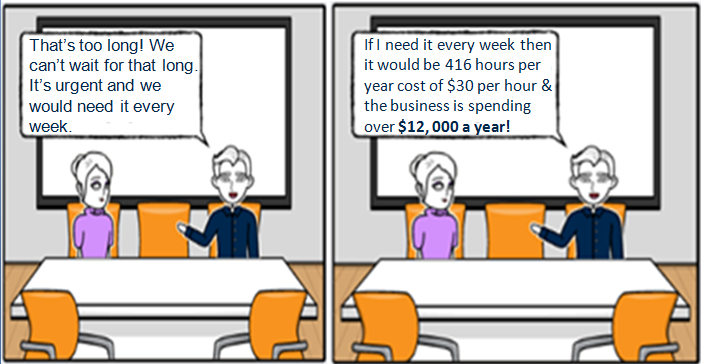 That's too long! We
can't wait for that long.
It's urgent and we
would need it every
week.
If I need it every week then
it would be 416 hours per
year cost of $30 per hour &
the business is spending
over $12,000 a year!